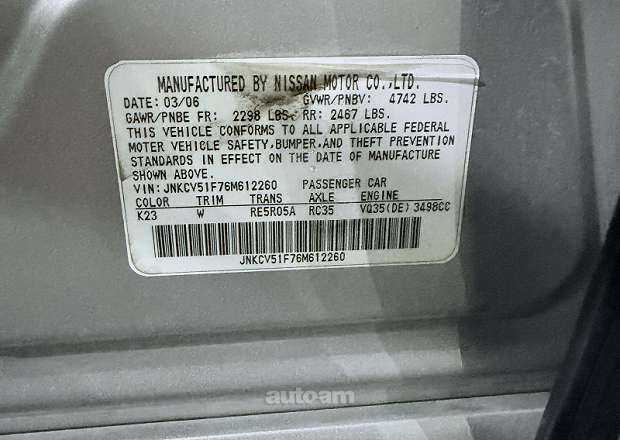 MANUFACTURED BY NISSAN MOTOR CO.,LTD.
DATE: 03/06 GVWR/PNBV: 4742 LBS.
GAWR/PNBE FR: 2298 LBS. RR: 2467 LBS.
THIS VEHICLE CONFORMS TO ALL APPLICABLE FEDERAL
MOTOR VEHICLE SAFETY,BUMPER,AND THEFT PREVENTION
STANDARDS IN EFFECT ON THE DATE OF MANUFACTURE
SHOWN ABOVE.
VIN: JNKCV51F76M612260 PASSENGER CAR
COLOR TRIM TRANS AXLE ENGINE
K23 W RE5R05A RC35 VQ35(DE) 3498CC
JNKCV51F76M612260
autoam